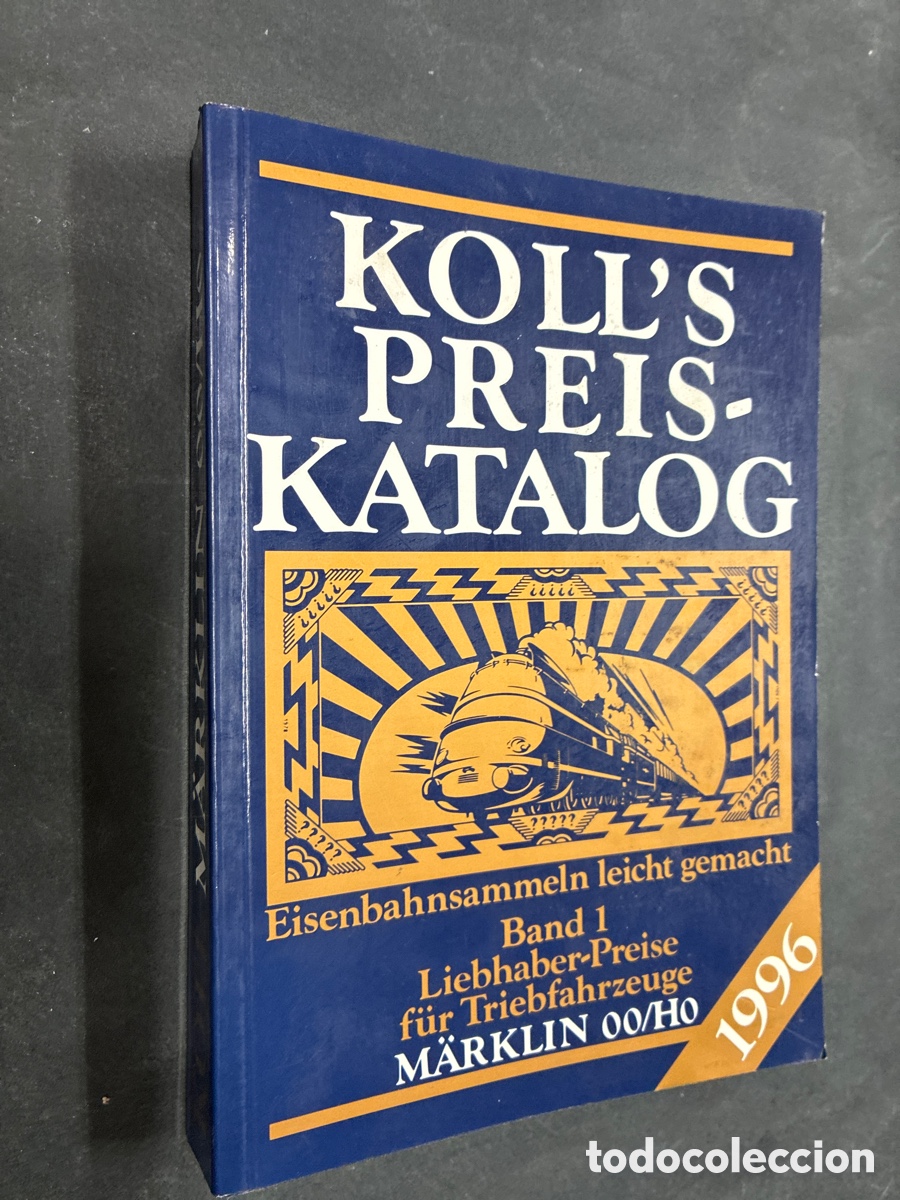 KOLL'S
PREIS-
KATALOG
Eisenbahnsammeln leicht gemacht
Band 1
Liebhaber-Preise
für Triebfahrzeuge
MÄRKLIN 00/H0
1996
MÄRKLIN
todocoleccion